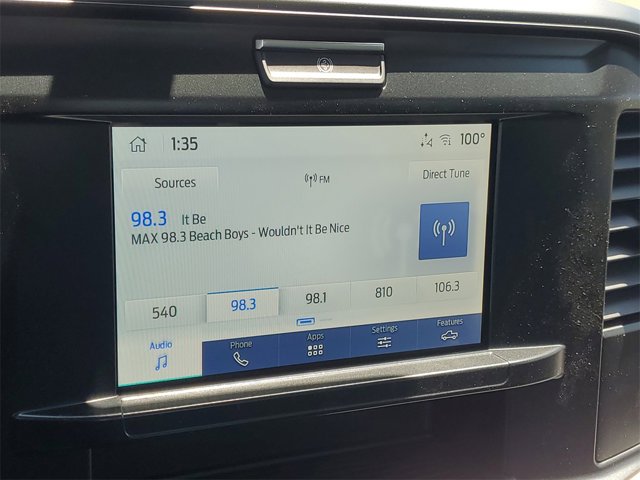 1:35
100°
Sources
FM
Direct Tune
98.3 It Be
MAX 98.3 Beach Boys - Wouldn't It Be Nice
540
98.3
98.1
810
106.3
Audio
Phone
Apps
Settings
Features